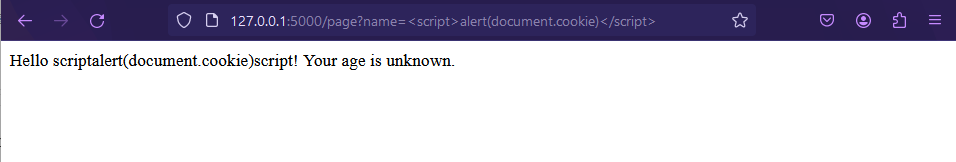 127.0.0.1:5000/page?name=<script>alert(document.cookie)</script>
Hello scriptalert(document.cookie)script! Your age is unknown.